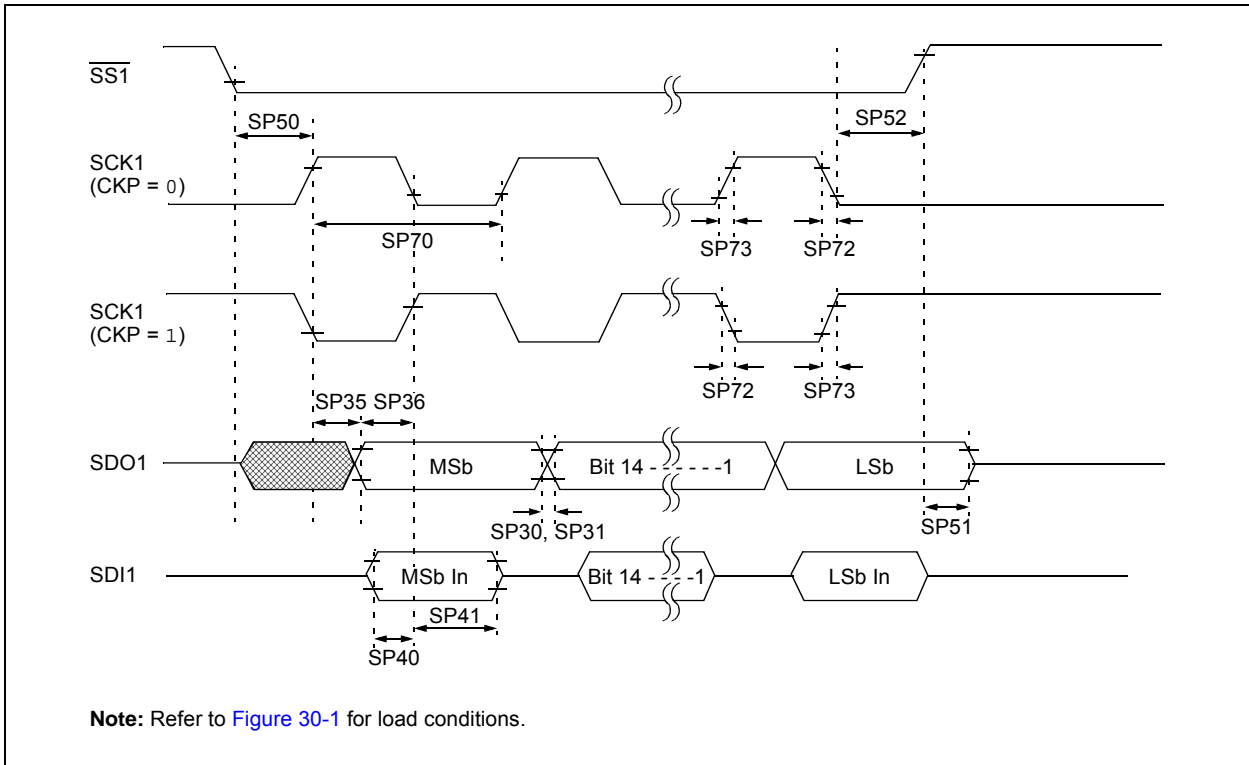 SS1
SP50
SP52
SCK1
(CKP = 0)
SP70
SP73
SP72
SCK1
(CKP = 1)
SP72
SP73
SP35
SP36
SDO1
MSb
Bit 14 - - - - - - -1
LSb
SP30, SP31
SP51
SDI1
MSb In
Bit 14 - - - - -1
LSb In
SP41
SP40
Note: Refer to Figure 30-1 for load conditions.